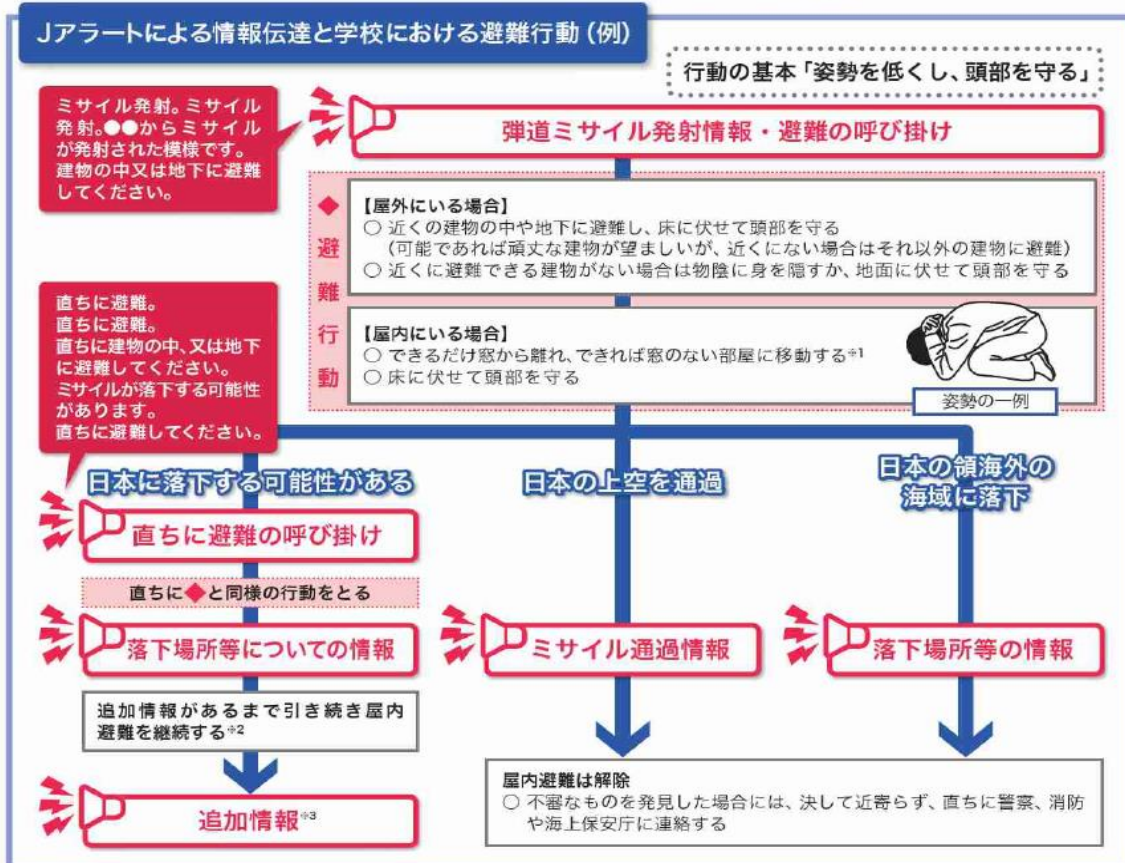 Jアラートによる情報伝達と学校における避難行動（例）
行動の基本「姿勢を低くし、頭部を守る」
ミサイル発射。ミサイル
発射。●●からミサイル
が発射された模様です。
建物の中又は地下に避難
してください。
弾道ミサイル発射情報・避難の呼び掛け
◆避難行動
【屋外にいる場合】
○ 近くの建物の中や地下に避難し、床に伏せて頭部を守る
（可能であれば頑丈な建物が望ましいが、近くにない場合はそれ以外の建物に避難）
○ 近くに避難できる建物がない場合は物陰に身を隠すか、地面に伏せて頭部を守る
【屋内にいる場合】
○ できるだけ窓から離れ、できれば窓のない部屋に移動する※1
○ 床に伏せて頭部を守る
姿勢の一例
直ちに避難。
直ちに避難。
直ちに建物の中、又は地下
に避難してください。
ミサイルが落下する可能性
があります。
直ちに避難してください。
日本に落下する可能性がある
直ちに避難の呼び掛け
直ちに◆と同様の行動をとる
落下場所等についての情報
追加情報があるまで引き続き屋内
避難を継続する※2
追加情報※3
日本の上空を通過
ミサイル通過情報
日本の領海外の
海域に落下
落下場所等の情報
屋内避難は解除
○ 不審なものを発見した場合には、決して近寄らず、直ちに警察、消防
や海上保安庁に連絡する